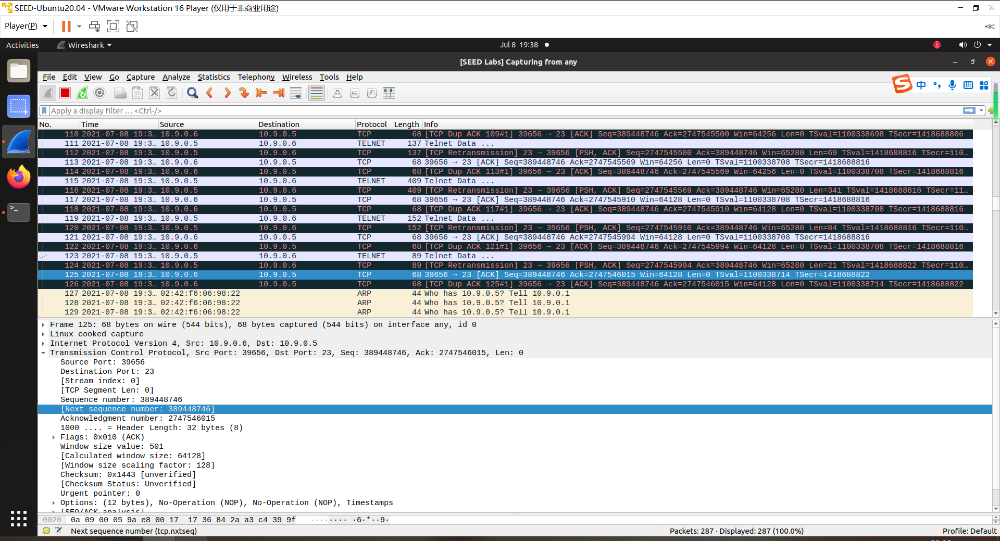 SEED-Ubuntu20.04 - VMware Workstation 16 Player (仅用于非商业用途)
Player(P)
Activities Wireshark Jul 8 19:38
[SEED Labs] Capturing from any
File Edit View Go Capture Analyze Statistics Telephony Wireless Tools Help
中
Apply a display filter … <Ctrl-/>
No. Time Source Destination Protocol Length Info
110 2021-07-08 19:3… 10.9.0.6 10.9.0.5 TCP 68 [TCP Dup ACK 109#1] 39656 → 23 [ACK] Seq=389448746 Ack=2747545500 Win=64256 Len=0 TSval=1100338698 TSecr=1418688806
111 2021-07-08 19:3… 10.9.0.5 10.9.0.6 TELNET 137 Telnet Data ...
112 2021-07-08 19:3… 10.9.0.5 10.9.0.6 TCP 137 [TCP Retransmission] 23 → 39656 [PSH, ACK] Seq=2747545500 Ack=389448746 Win=65280 Len=69 TSval=1418688816 TSecr=110…
113 2021-07-08 19:3… 10.9.0.6 10.9.0.5 TCP 68 39656 → 23 [ACK] Seq=389448746 Ack=2747545569 Win=64256 Len=0 TSval=1100338708 TSecr=1418688816
114 2021-07-08 19:3… 10.9.0.6 10.9.0.5 TCP 68 [TCP Dup ACK 113#1] 39656 → 23 [ACK] Seq=389448746 Ack=2747545569 Win=64256 Len=0 TSval=1100338708 TSecr=1418688816
115 2021-07-08 19:3… 10.9.0.5 10.9.0.6 TELNET 409 Telnet Data ...
116 2021-07-08 19:3… 10.9.0.5 10.9.0.6 TCP 409 [TCP Retransmission] 23 → 39656 [PSH, ACK] Seq=2747545569 Ack=389448746 Win=65280 Len=341 TSval=1418688816 TSecr=11…
117 2021-07-08 19:3… 10.9.0.6 10.9.0.5 TCP 68 39656 → 23 [ACK] Seq=389448746 Ack=2747545910 Win=64128 Len=0 TSval=1100338708 TSecr=1418688816
118 2021-07-08 19:3… 10.9.0.6 10.9.0.5 TCP 68 [TCP Dup ACK 117#1] 39656 → 23 [ACK] Seq=389448746 Ack=2747545910 Win=64128 Len=0 TSval=1100338708 TSecr=1418688816
119 2021-07-08 19:3… 10.9.0.5 10.9.0.6 TELNET 152 Telnet Data ...
120 2021-07-08 19:3… 10.9.0.5 10.9.0.6 TCP 152 [TCP Retransmission] 23 → 39656 [PSH, ACK] Seq=2747545910 Ack=389448746 Win=65280 Len=84 TSval=1418688816 TSecr=110…
121 2021-07-08 19:3… 10.9.0.6 10.9.0.5 TCP 68 39656 → 23 [ACK] Seq=389448746 Ack=2747545994 Win=64128 Len=0 TSval=1100338708 TSecr=1418688816
122 2021-07-08 19:3… 10.9.0.6 10.9.0.5 TCP 68 [TCP Dup ACK 121#1] 39656 → 23 [ACK] Seq=389448746 Ack=2747545994 Win=64128 Len=0 TSval=1100338708 TSecr=1418688816
123 2021-07-08 19:3… 10.9.0.5 10.9.0.6 TELNET 89 Telnet Data ...
124 2021-07-08 19:3… 10.9.0.5 10.9.0.6 TCP 89 [TCP Retransmission] 23 → 39656 [PSH, ACK] Seq=2747545994 Ack=389448746 Win=65280 Len=21 TSval=1418688822 TSecr=110…
125 2021-07-08 19:3… 10.9.0.6 10.9.0.5 TCP 68 39656 → 23 [ACK] Seq=389448746 Ack=2747546015 Win=64128 Len=0 TSval=1100338714 TSecr=1418688822
126 2021-07-08 19:3… 10.9.0.6 10.9.0.5 TCP 68 [TCP Dup ACK 125#1] 39656 → 23 [ACK] Seq=389448746 Ack=2747546015 Win=64128 Len=0 TSval=1100338714 TSecr=1418688822
127 2021-07-08 19:3… 02:42:f6:06:98:22 ARP 44 Who has 10.9.0.5? Tell 10.9.0.1
128 2021-07-08 19:3… 02:42:f6:06:98:22 ARP 44 Who has 10.9.0.5? Tell 10.9.0.1
129 2021-07-08 19:3… 02:42:f6:06:98:22 ARP 44 Who has 10.9.0.5? Tell 10.9.0.1
Frame 125: 68 bytes on wire (544 bits), 68 bytes captured (544 bits) on interface any, id 0
Linux cooked capture
Internet Protocol Version 4, Src: 10.9.0.6, Dst: 10.9.0.5
Transmission Control Protocol, Src Port: 39656, Dst Port: 23, Seq: 389448746, Ack: 2747546015, Len: 0
Source Port: 39656
Destination Port: 23
[Stream index: 0]
[TCP Segment Len: 0]
Sequence number: 389448746
[Next sequence number: 389448746]
Acknowledgment number: 2747546015
1000 .... = Header Length: 32 bytes (8)
Flags: 0x010 (ACK)
Window size value: 501
[Calculated window size: 64128]
[Window size scaling factor: 128]
Checksum: 0x1443 [unverified]
[Checksum Status: Unverified]
Urgent pointer: 0
Options: (12 bytes), No-Operation (NOP), No-Operation (NOP), Timestamps
[SEQ/ACK analysis]
0020 0a 09 00 05 9a e8 00 17 17 36 84 2a a3 c4 39 9f ········ ·6·*··9·
Next sequence number (tcp.nxtseq) Packets: 287 · Displayed: 287 (100.0%) Profile: Default